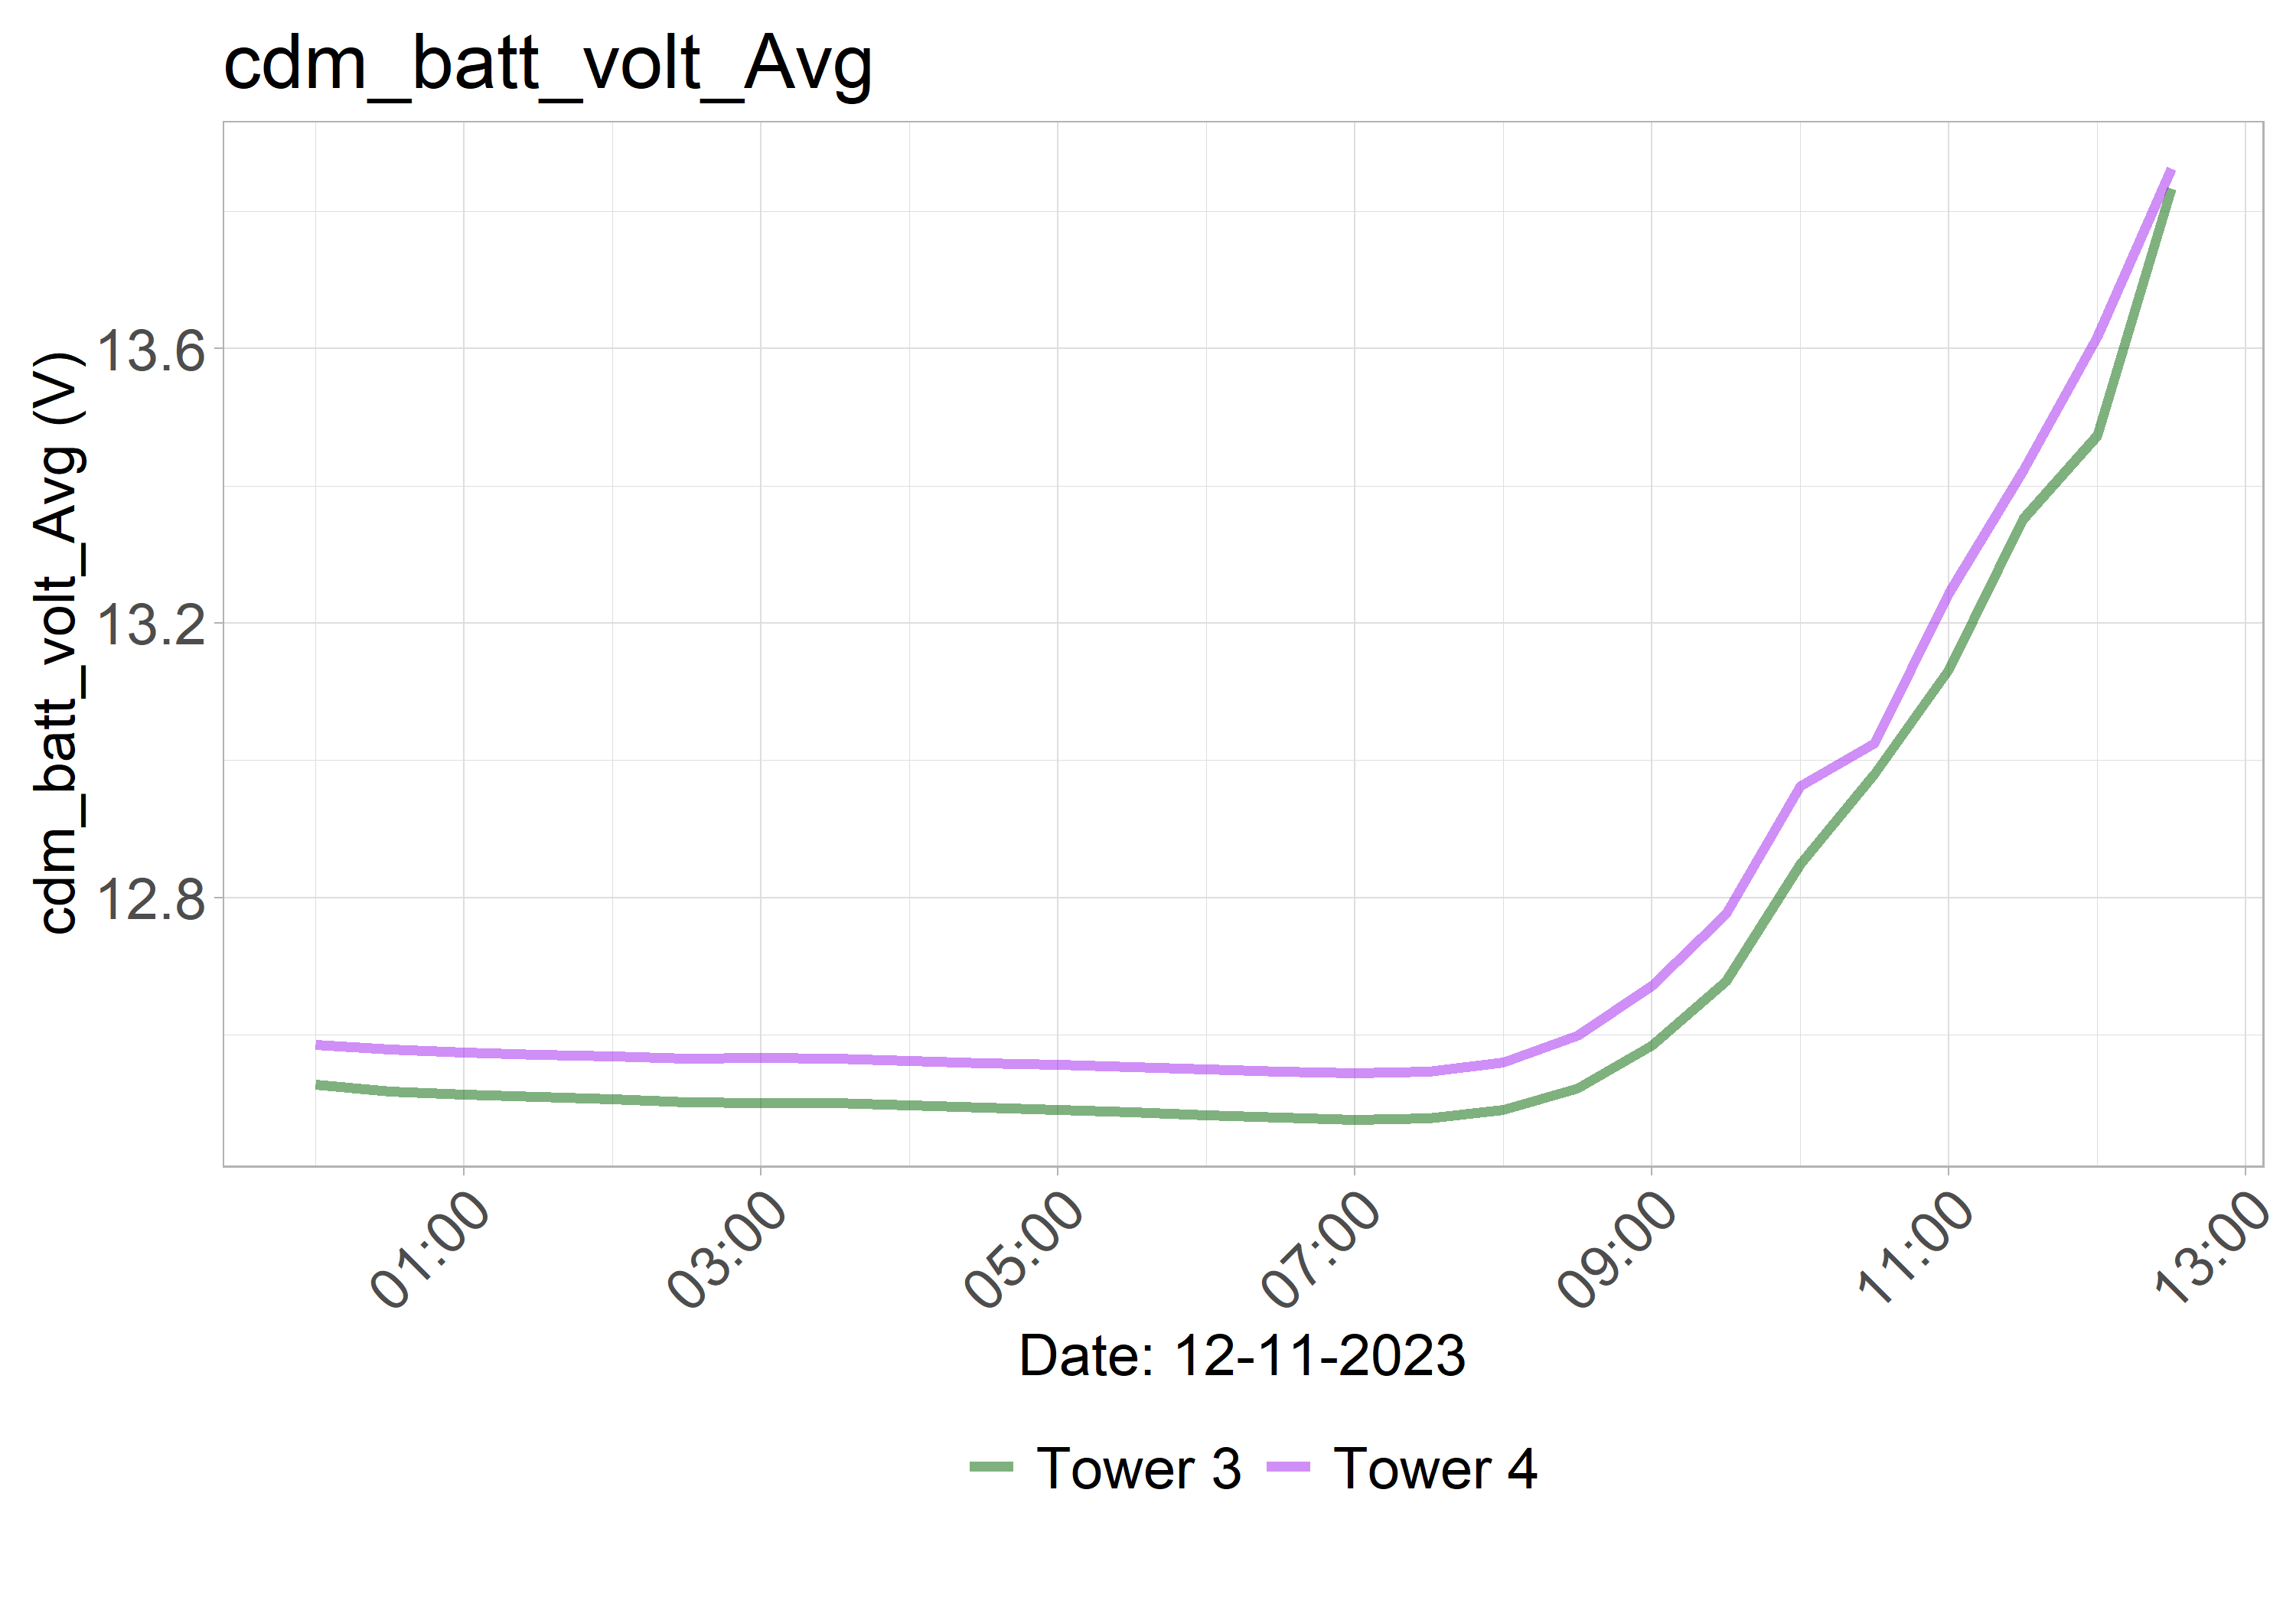 cdm_batt_volt_Avg
cdm_batt_volt_Avg (V)
13.6
13.2
12.8
01:00
03:00
05:00
07:00
09:00
11:00
13:00
Date: 12-11-2023
Tower 3
Tower 4